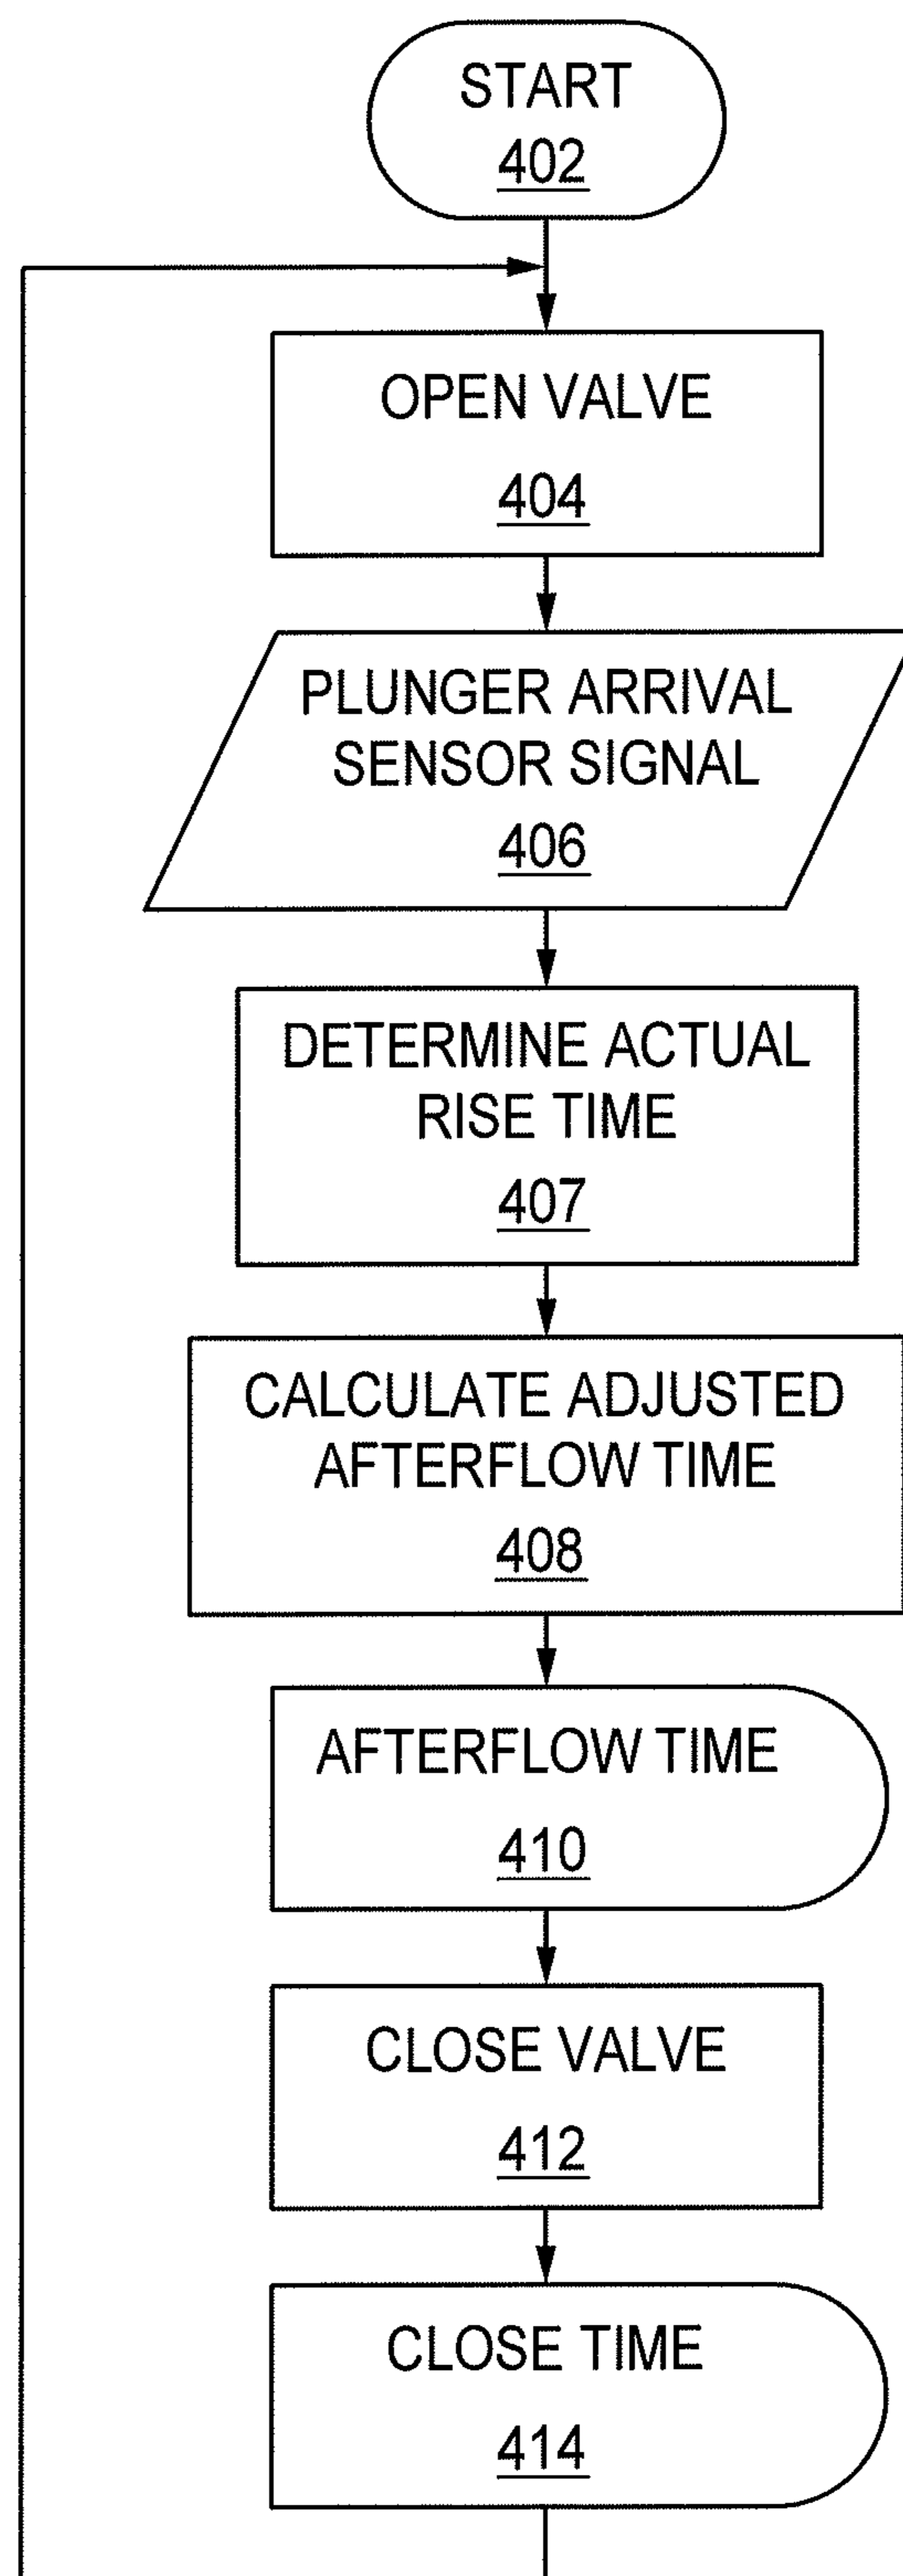 START
402
OPEN VALVE
404
PLUNGER ARRIVAL
SENSOR SIGNAL
406
DETERMINE ACTUAL
RISE TIME
407
CALCULATE ADJUSTED
AFTERFLOW TIME
408
AFTERFLOW TIME
410
CLOSE VALVE
412
CLOSE TIME
414